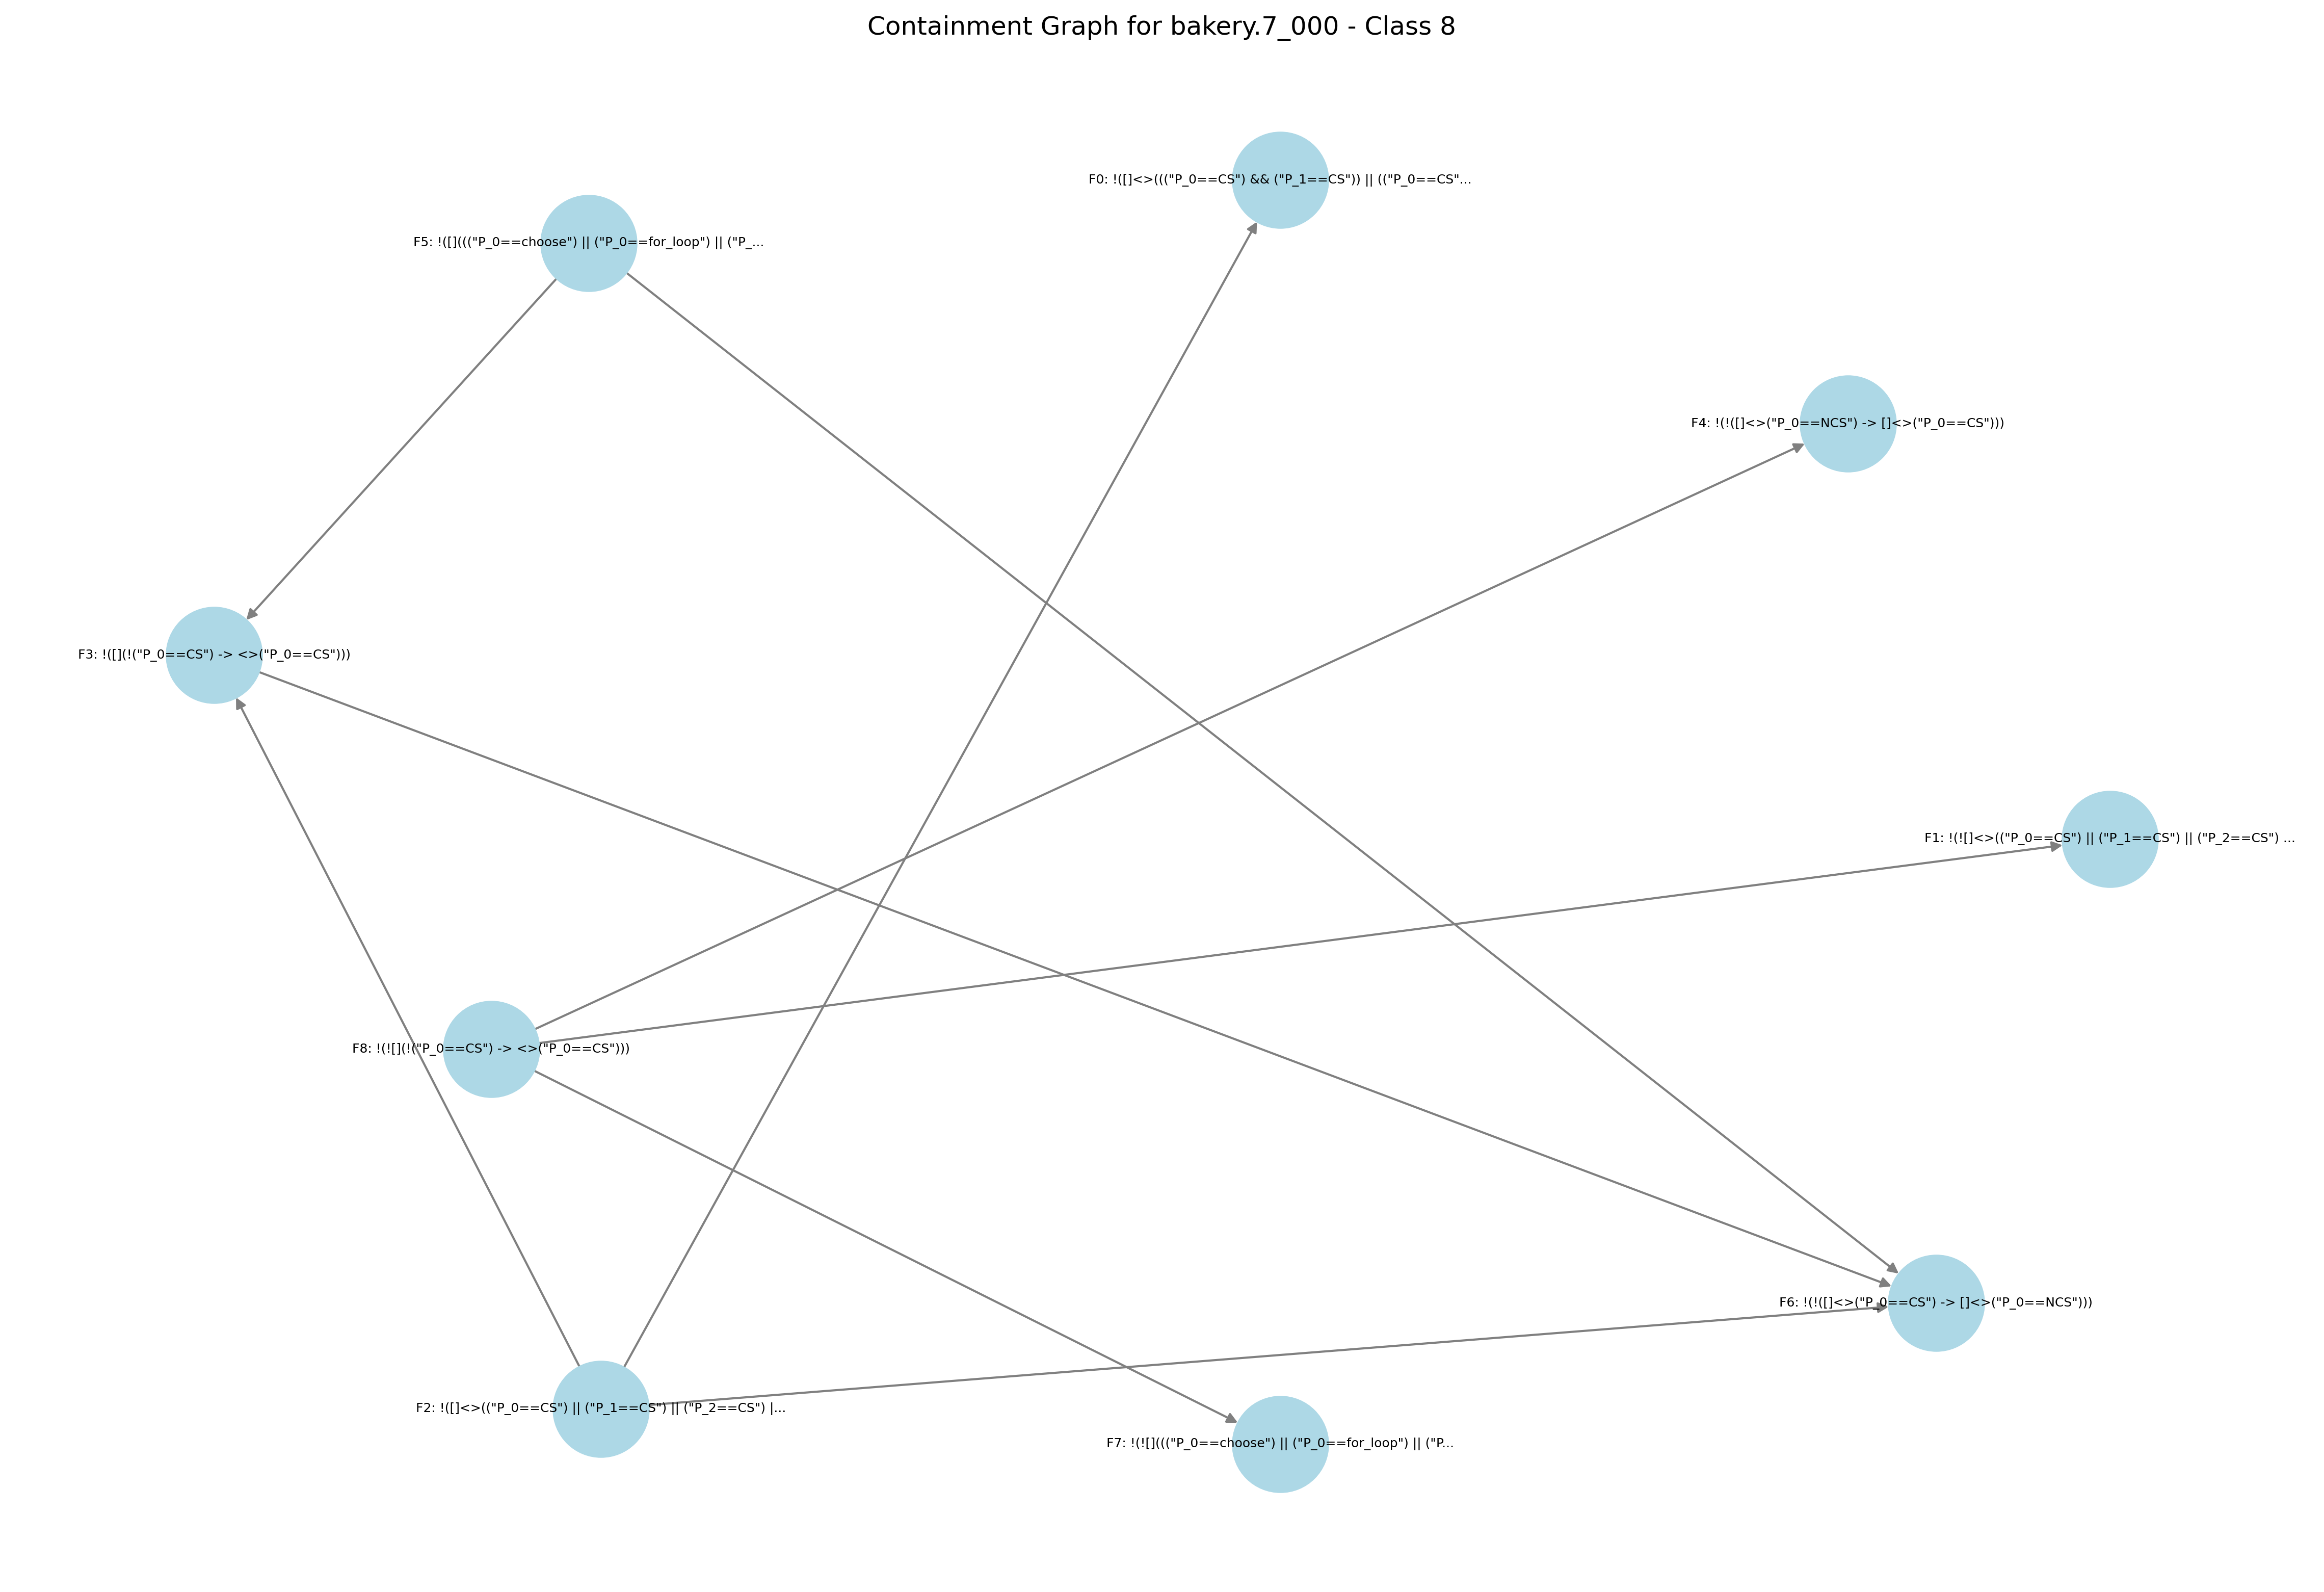 Containment Graph for bakery.7_000 - Class 8
F0: !([]<>((("P_0==CS") && ("P_1==CS")) || (("P_0==CS"...
F5: !([]((("P_0==choose") || ("P_0==for_loop") || ("P_...
F4: !(!([]<>("P_0==NCS") -> []<>("P_0==CS")))
F3: !([](!("P_0==CS") -> <>("P_0==CS")))
F1: !(![]<>(("P_0==CS") || ("P_1==CS") || ("P_2==CS") ...
F8: !(![](!("P_0==CS") -> <>("P_0==CS")))
F6: !(!([]<>("P_0==CS") -> []<>("P_0==NCS")))
F2: !([]<>(("P_0==CS") || ("P_1==CS") || ("P_2==CS") |...
F7: !(![]((("P_0==choose") || ("P_0==for_loop") || ("P...